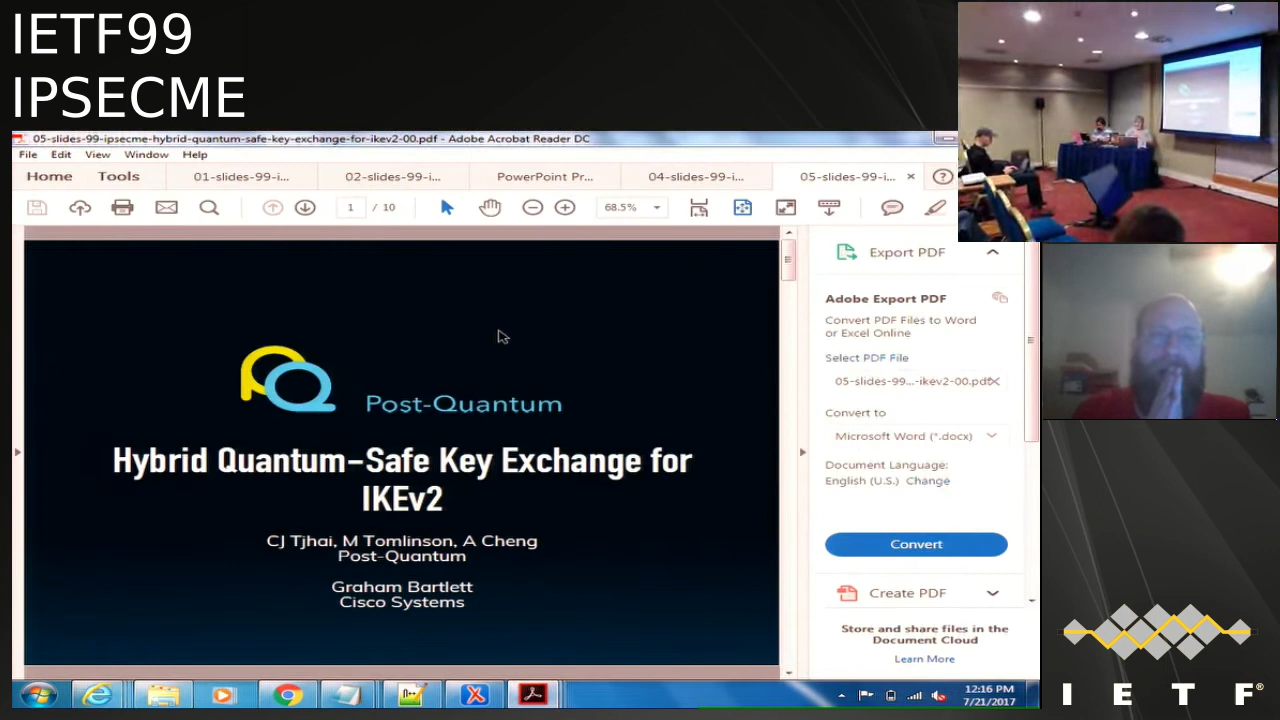 IETF99
IPSECME
05-slides-99-ipsecme-hybrid-quantum-safe-key-exchange-for-ikev2-00.pdf - Adobe Acrobat Reader DC
File Edit View Window Help
Home Tools 01-slides-99-i... 02-slides-99-i... PowerPoint Pr... 04-slides-99-i... 05-slides-99-i... × ?
1 / 10 68.5%
Export PDF
Adobe Export PDF
Convert PDF Files to Word
or Excel Online
Select PDF File
05-slides-99...-ikev2-00.pdf
Convert to
Microsoft Word (*.docx)
Document Language:
English (U.S.) Change
Convert
Create PDF
Store and share files in the
Document Cloud
Learn More
PQ Post-Quantum
Hybrid Quantum-Safe Key Exchange for
IKEv2
CJ Tjhai, M Tomlinson, A Cheng
Post-Quantum
Graham Bartlett
Cisco Systems
12:16 PM
7/21/2017
I E T F®